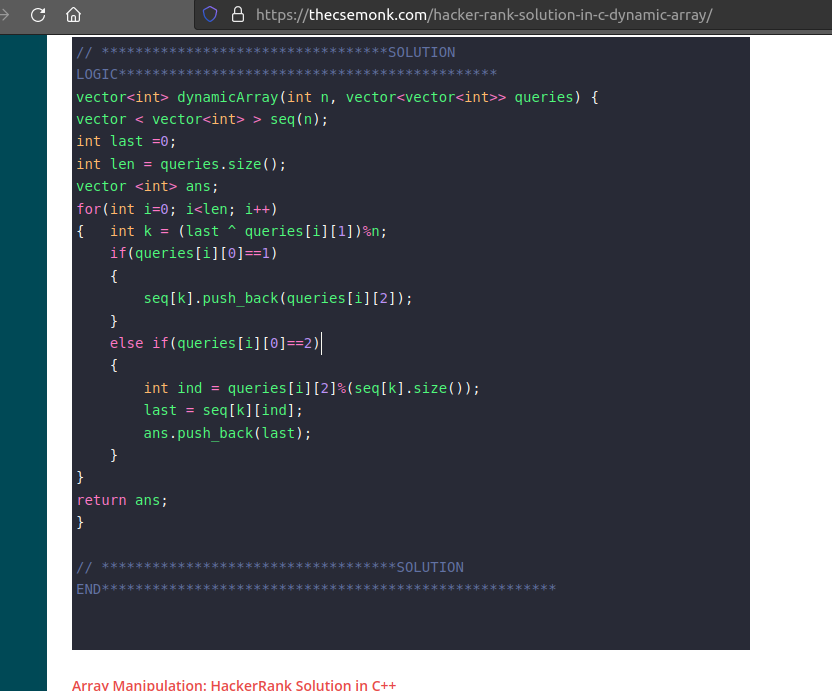 https://thecsemonk.com/hacker-rank-solution-in-c-dynamic-array/
// **********************************SOLUTION
LOGIC*********************************************
vector<int> dynamicArray(int n, vector<vector<int>> queries) {
vector < vector<int> > seq(n);
int last =0;
int len = queries.size();
vector <int> ans;
for(int i=0; i<len; i++)
{   int k = (last ^ queries[i][1])%n;
    if(queries[i][0]==1)
    {
        seq[k].push_back(queries[i][2]);
    }
    else if(queries[i][0]==2)
    {
        int ind = queries[i][2]%(seq[k].size());
        last = seq[k][ind];
        ans.push_back(last);
    }
}
return ans;
}
// ***********************************SOLUTION
END******************************************************
Array Manipulation: HackerRank Solution in C++